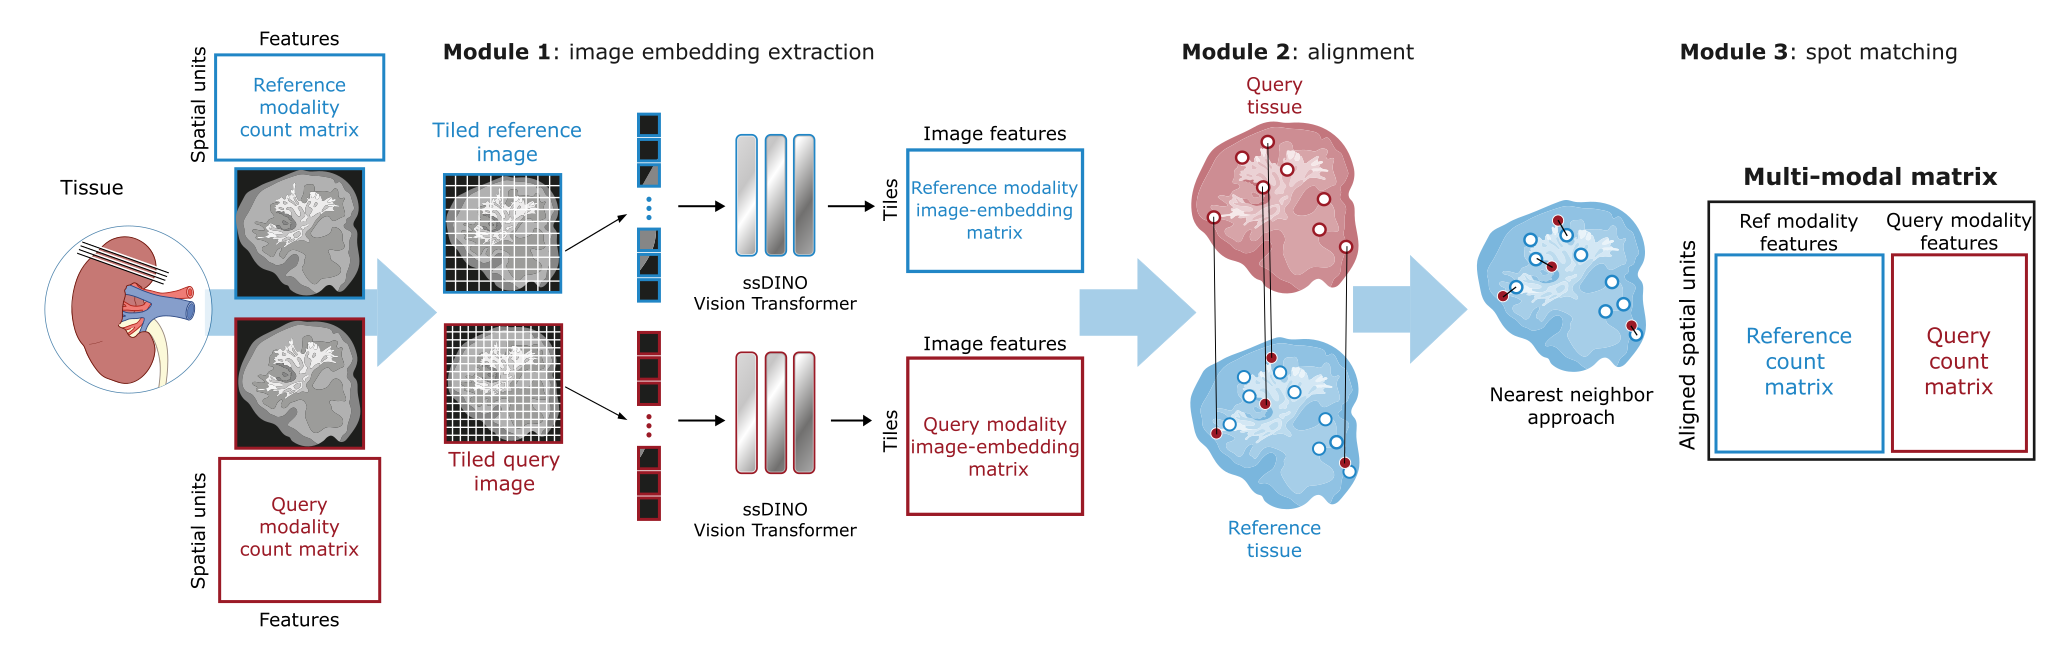 Tissue
Features
Spatial units
Reference
modality
count matrix
Query
modality
count matrix
Spatial units
Features
Module 1: image embedding extraction
Tiled reference
image
ssDINO
Vision Transformer
Image features
Tiles
Reference modality
image-embedding
matrix
Tiled query
image
ssDINO
Vision Transformer
Image features
Tiles
Query modality
image-embedding
matrix
Module 2: alignment
Query
tissue
Reference
tissue
Nearest neighbor
approach
Module 3: spot matching
Multi-modal matrix
Aligned spatial units
Ref modality
features
Query modality
features
Reference
count
matrix
Query
count
matrix